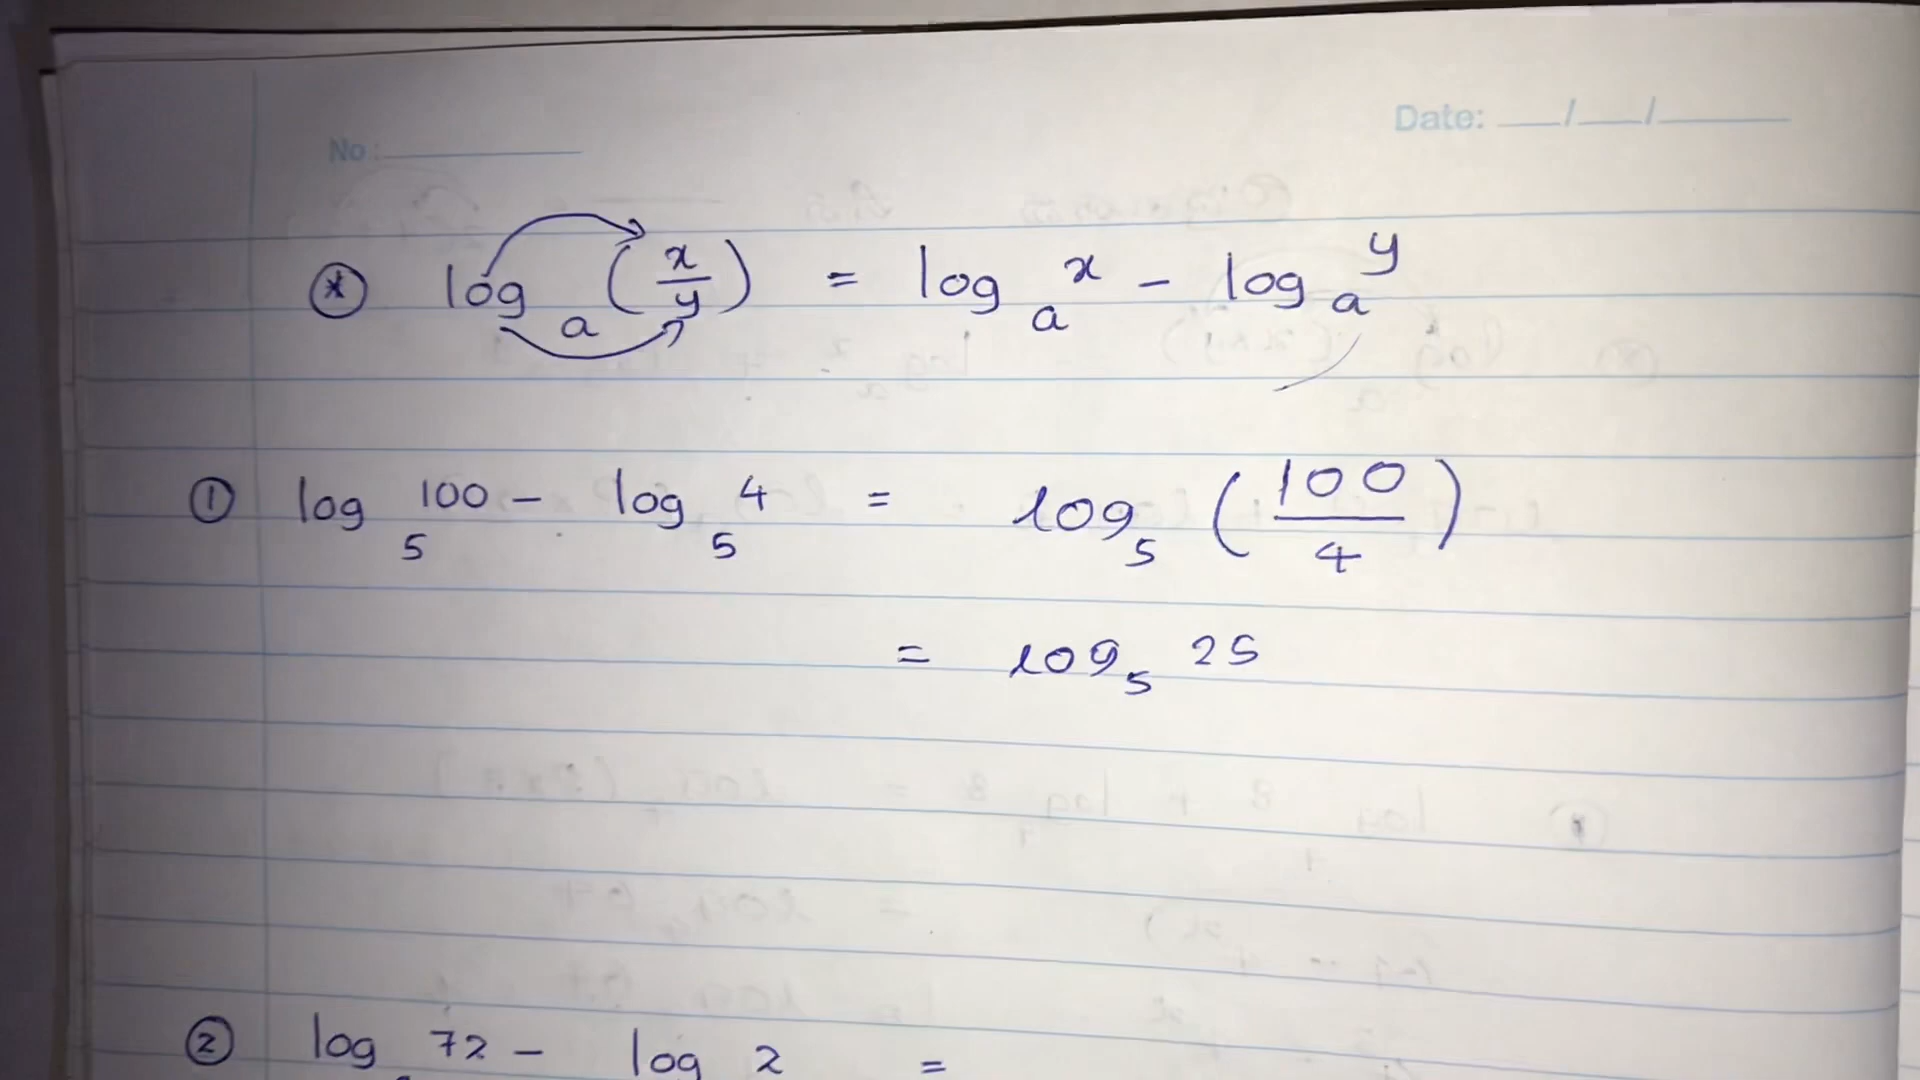 No:
Date: __/__/____
* log_a (x/y) = log_a x - log_a y
① log_5 100 - log_5 4 = log_5 (100/4)
= log_5 25
② log 72 - log 2 =